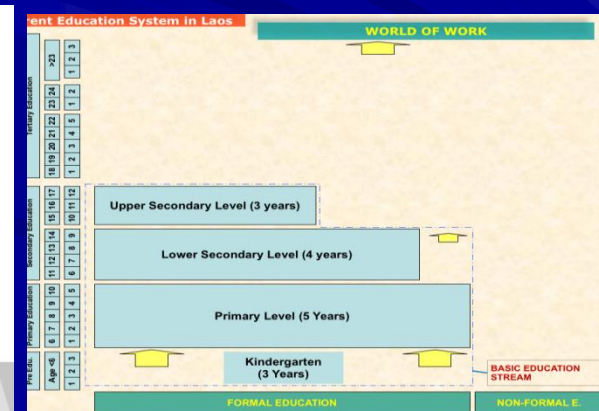 rent Education System in Laos
WORLD OF WORK
Tertiary Education
>23
1 2 3
23 24
1 2
18 19 20 21 22
1 2 3 4 5
Upper Secondary Level (3 years)
Secondary Education
15 16 17
10 11 12
Lower Secondary Level (4 years)
11 12 13 14
6 7 8 9
Primary Level (5 Years)
Primary Education
6 7 8 9 10
1 2 3 4 5
Kindergarten
(3 Years)
Pre Edu.
Age <6
1 2 3
BASIC EDUCATION
STREAM
FORMAL EDUCATION
NON-FORMAL E.